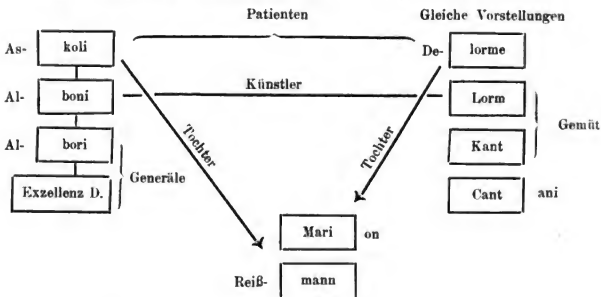 Patienten
Gleiche Vorstellungen
As- koli
De- lorme
Künstler
Al- boni
Lorm
Al- bori
Kant
Gemüt
Exzellenz D.
Generäle
Cant ani
Tochter
Tochter
Mari on
Reiß- mann